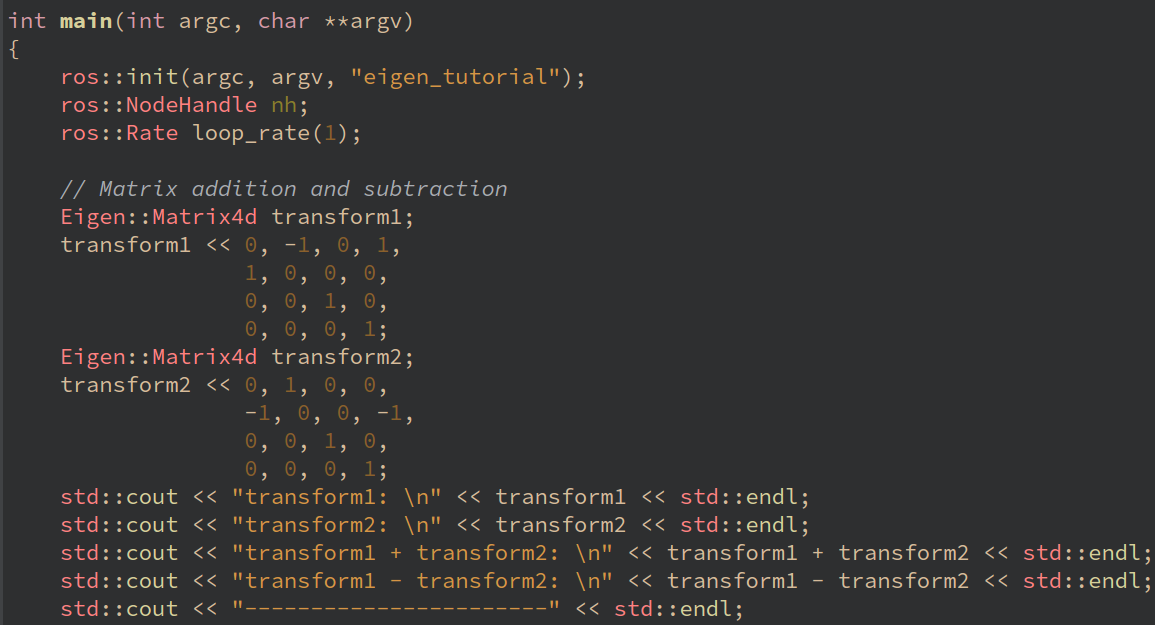 int main(int argc, char **argv)
{
    ros::init(argc, argv, "eigen_tutorial");
    ros::NodeHandle nh;
    ros::Rate loop_rate(1);

    // Matrix addition and subtraction
    Eigen::Matrix4d transform1;
    transform1 << 0, -1, 0, 1,
                  1, 0, 0, 0,
                  0, 0, 1, 0,
                  0, 0, 0, 1;
    Eigen::Matrix4d transform2;
    transform2 << 0, 1, 0, 0,
                  -1, 0, 0, -1,
                  0, 0, 1, 0,
                  0, 0, 0, 1;
    std::cout << "transform1: \n" << transform1 << std::endl;
    std::cout << "transform2: \n" << transform2 << std::endl;
    std::cout << "transform1 + transform2: \n" << transform1 + transform2 << std::endl;
    std::cout << "transform1 - transform2: \n" << transform1 - transform2 << std::endl;
    std::cout << "-----------------------" << std::endl;